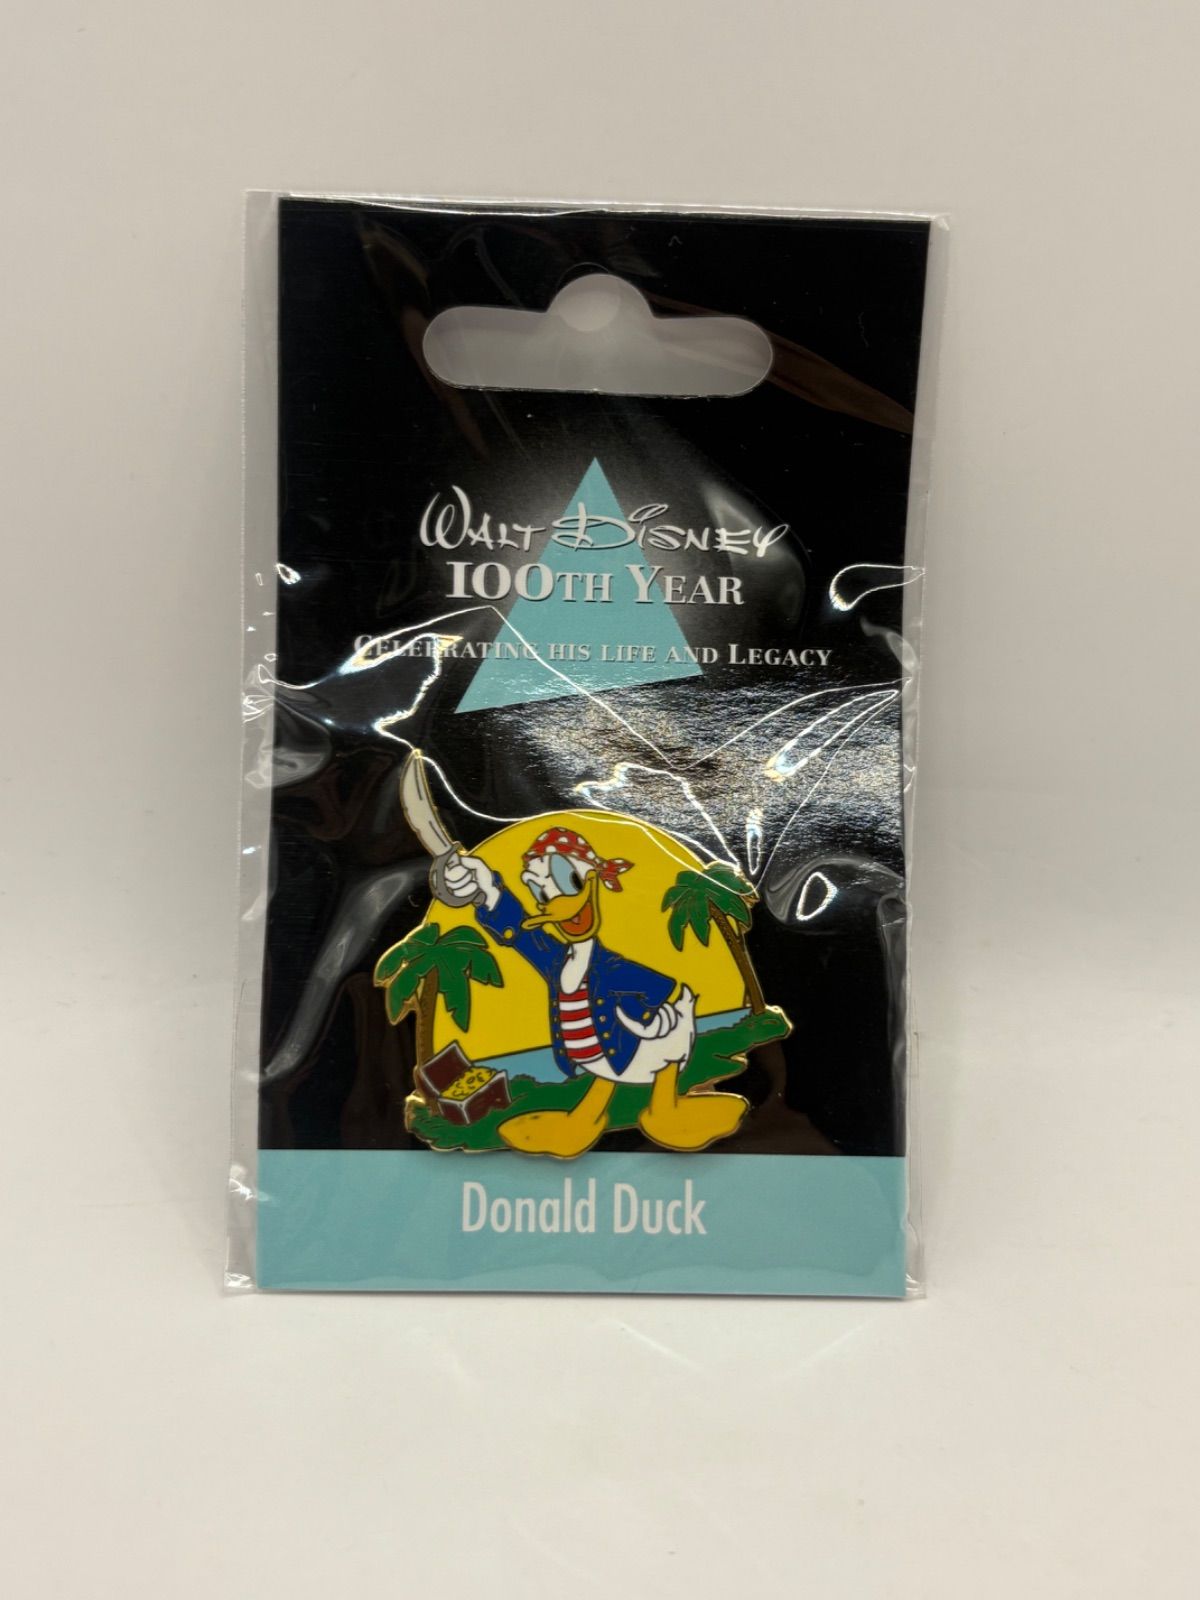 WALT DISNEY
100TH YEAR
CELEBRATING HIS LIFE AND LEGACY
Donald Duck